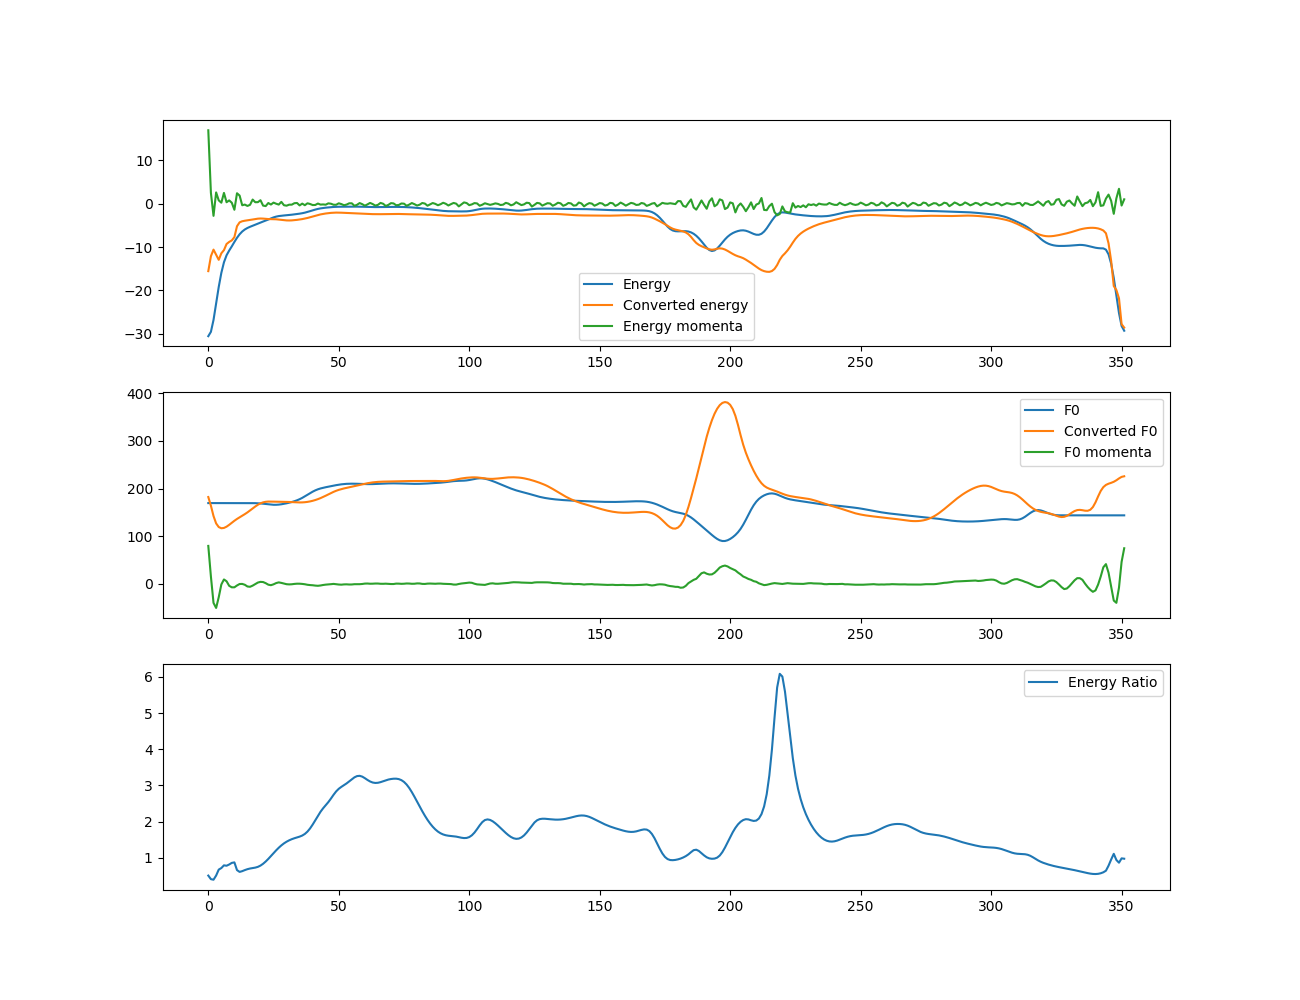 10
0
−10
−20
−30
Energy
Converted energy
Energy momenta
0 50 100 150 200 250 300 350
400
300
200
100
0
F0
Converted F0
F0 momenta
0 50 100 150 200 250 300 350
6
5
4
3
2
1
Energy Ratio
0 50 100 150 200 250 300 350